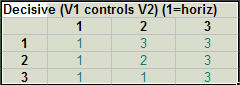 Decisive (V1 controls V2) (1=horiz)
1 2 3
1 1 3 3
2 1 2 3
3 1 1 3